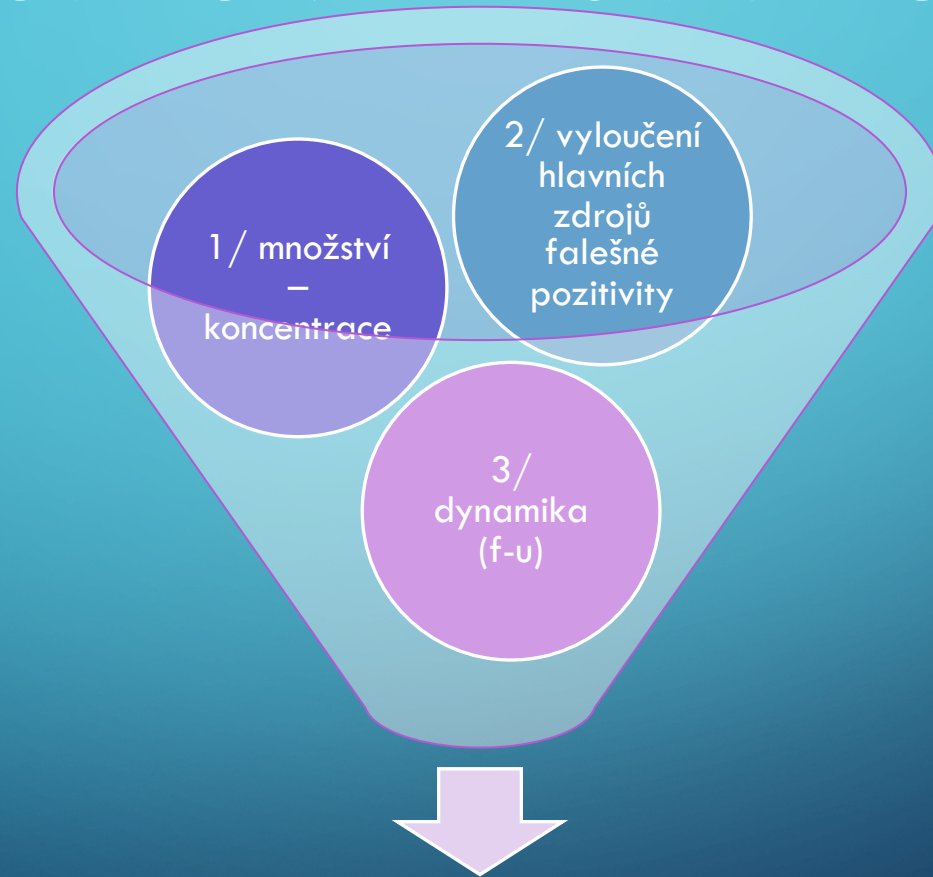 1/ množství
–
koncentrace
2/ vyloučení
hlavních
zdrojů
falešné
pozitivity
3/
dynamika
(f-u)